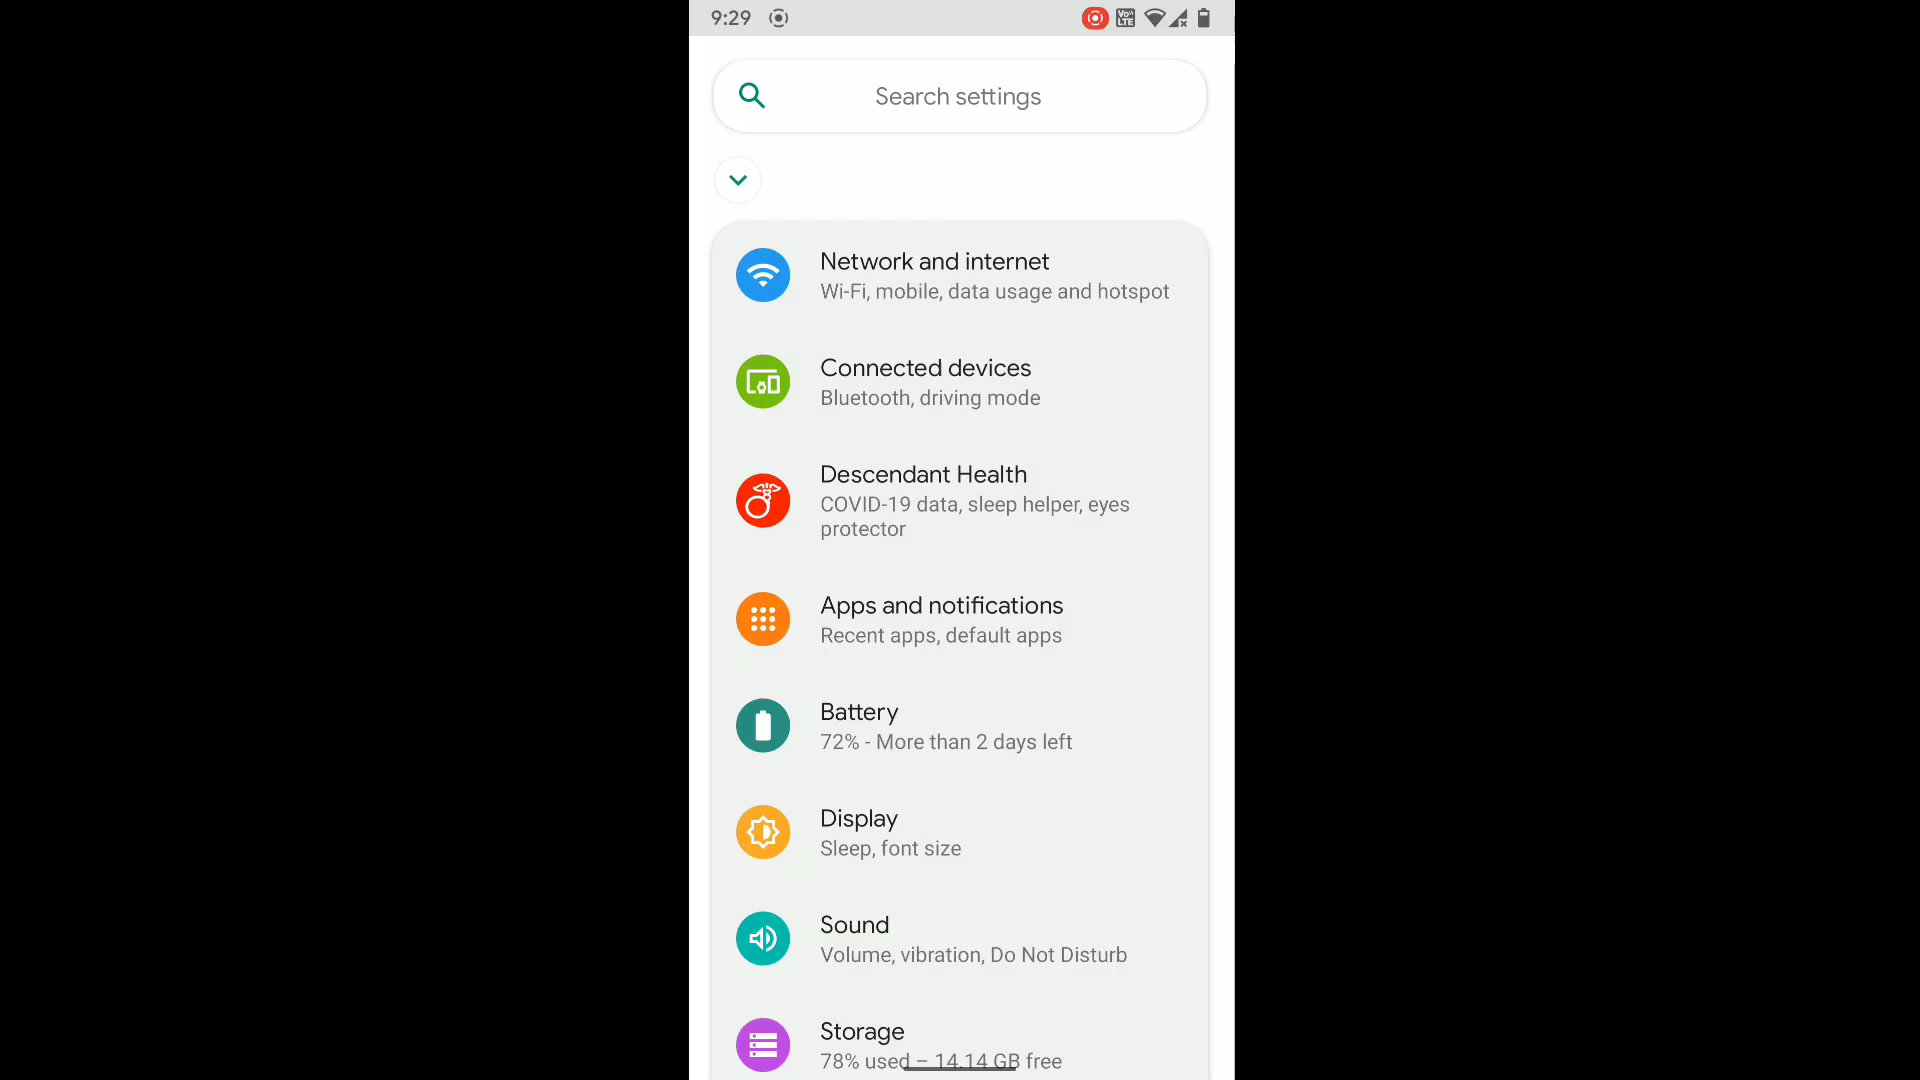 9:29
Vo))
LTE
Search settings
Network and internet
Wi-Fi, mobile, data usage and hotspot
Connected devices
Bluetooth, driving mode
Descendant Health
COVID-19 data, sleep helper, eyes
protector
Apps and notifications
Recent apps, default apps
Battery
72% - More than 2 days left
Display
Sleep, font size
Sound
Volume, vibration, Do Not Disturb
Storage
78% used – 14.14 GB free